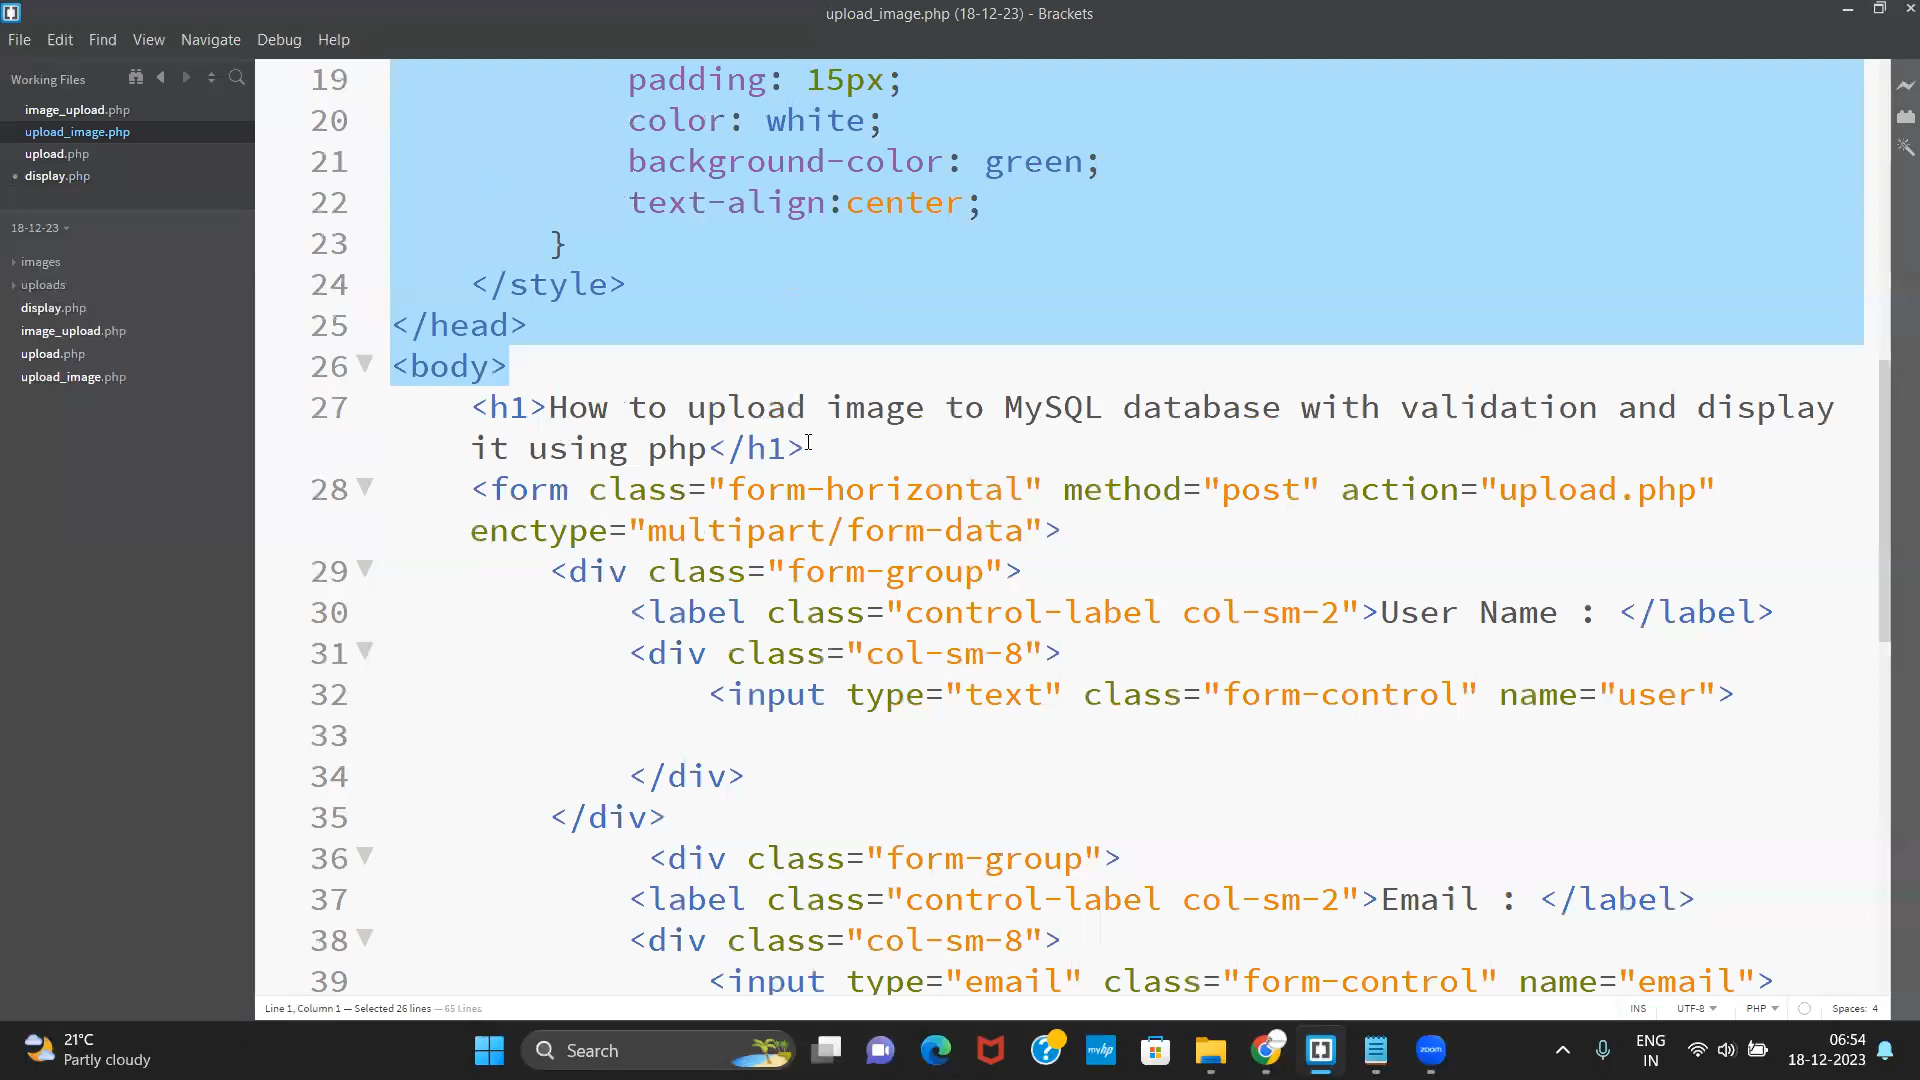 upload_image.php (18-12-23) - Brackets
File Edit Find View Navigate Debug Help
Working Files
image_upload.php
upload_image.php
upload.php
display.php
18-12-23
images
uploads
display.php
image_upload.php
upload.php
upload_image.php
19 padding: 15px;
20 color: white;
21 background-color: green;
22 text-align:center;
23 }
24 </style>
25 </head>
26 <body>
27 <h1>How to upload image to MySQL database with validation and display
it using php</h1>
28 <form class="form-horizontal" method="post" action="upload.php"
enctype="multipart/form-data">
29 <div class="form-group">
30 <label class="control-label col-sm-2">User Name : </label>
31 <div class="col-sm-8">
32 <input type="text" class="form-control" name="user">
33
34 </div>
35 </div>
36 <div class="form-group">
37 <label class="control-label col-sm-2">Email : </label>
38 <div class="col-sm-8">
39 <input type="email" class="form-control" name="email">
Line 1, Column 1 — Selected 26 lines — 65 Lines
INS UTF-8 PHP Spaces: 4
21°C
Partly cloudy
Search
myhp
zoom
ENG
IN
06:54
18-12-2023